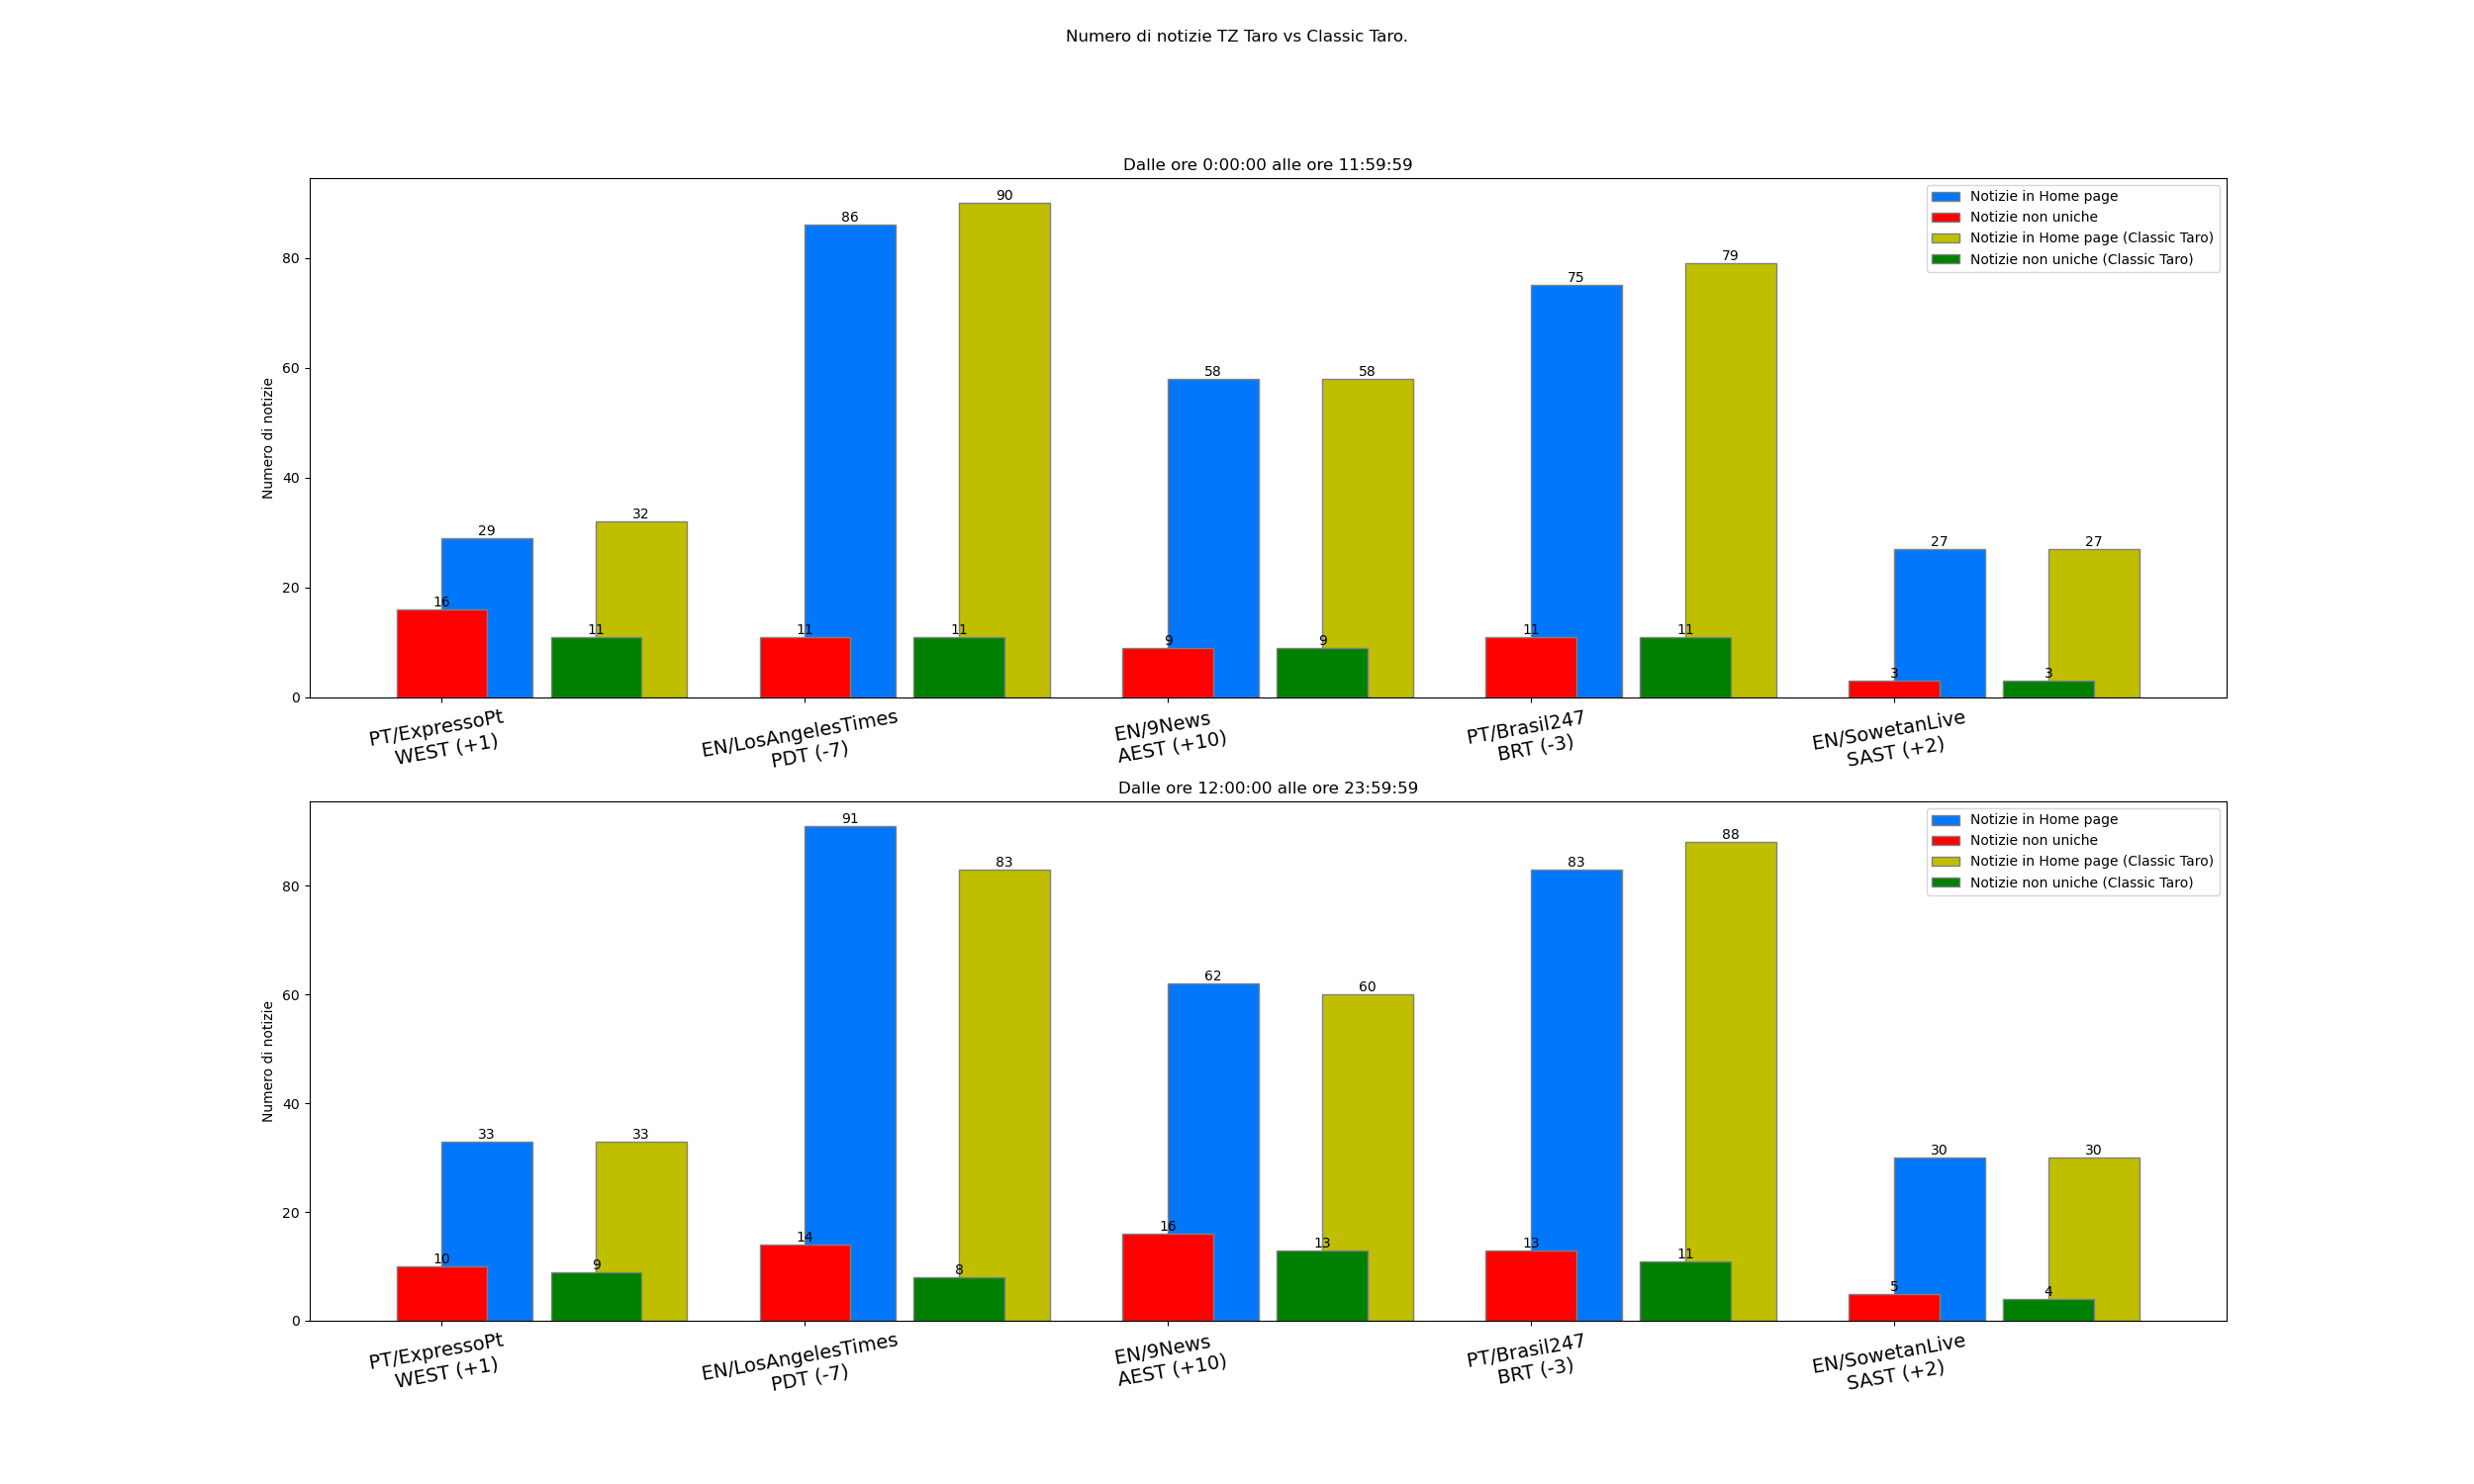 Numero di notizie TZ Taro vs Classic Taro.
Dalle ore 0:00:00 alle ore 11:59:59
Numero di notizie
80
60
40
20
0
Notizie in Home page
Notizie non uniche
Notizie in Home page (Classic Taro)
Notizie non uniche (Classic Taro)
16
29
11
32
11
86
11
90
9
58
9
58
11
75
11
79
3
27
3
27
PT/ExpressoPt
WEST (+1)
EN/LosAngelesTimes
PDT (-7)
EN/9News
AEST (+10)
PT/Brasil247
BRT (-3)
EN/SowetanLive
SAST (+2)
Dalle ore 12:00:00 alle ore 23:59:59
Numero di notizie
80
60
40
20
0
Notizie in Home page
Notizie non uniche
Notizie in Home page (Classic Taro)
Notizie non uniche (Classic Taro)
10
33
9
33
14
91
8
83
16
62
13
60
13
83
11
88
5
30
4
30
PT/ExpressoPt
WEST (+1)
EN/LosAngelesTimes
PDT (-7)
EN/9News
AEST (+10)
PT/Brasil247
BRT (-3)
EN/SowetanLive
SAST (+2)